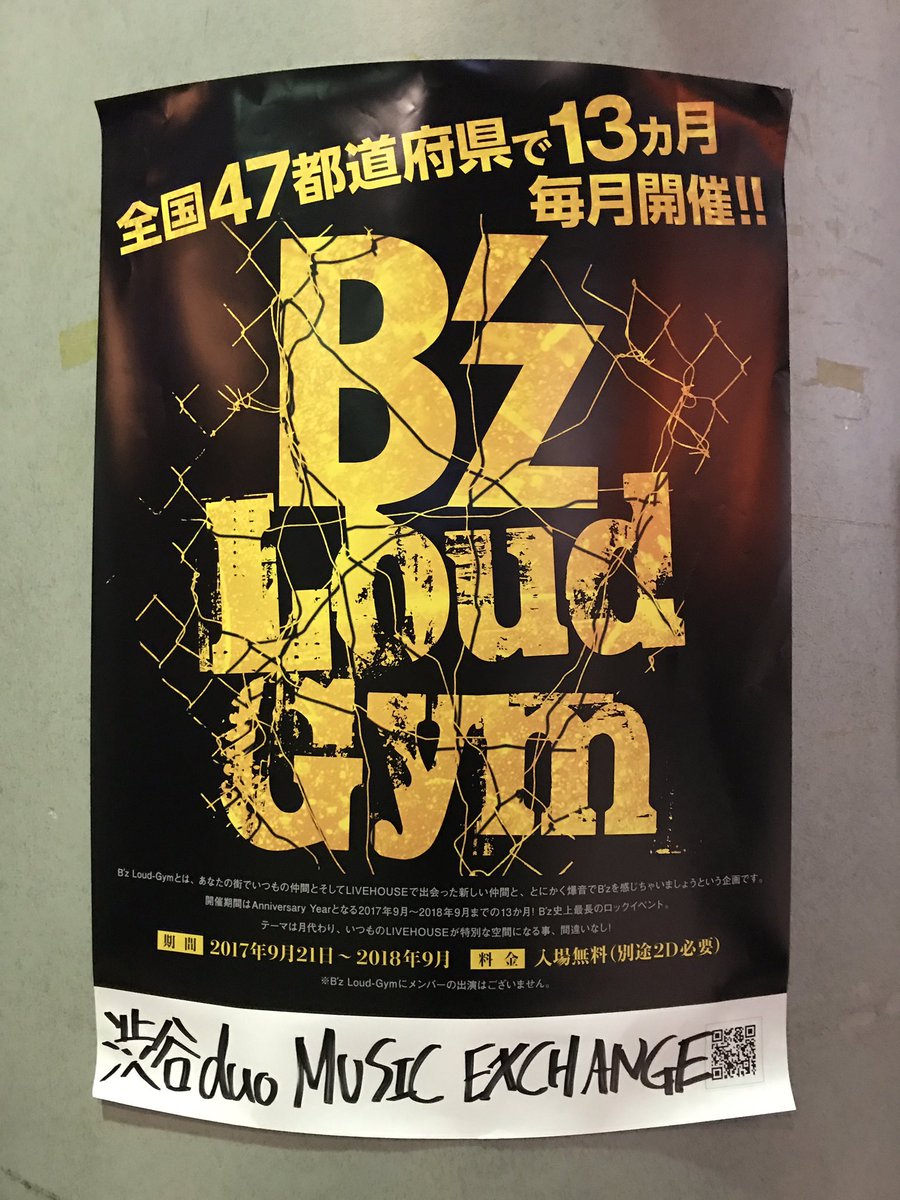 全国47都道府県で13カ月
毎月開催!!
B'z
Loud
Gym
B'z Loud-Gymとは、あなたの街でいつもの仲間とそしてLIVEHOUSEで出会った新しい仲間と、とにかく爆音でB'zを感じちゃいましょうという企画です。
開催期間はAnniversary Yearとなる2017年9月〜2018年9月までの13か月! B'z史上最長のロックイベント。
テーマは月代わり、いつものLIVEHOUSEが特別な空間になる事、間違いなし!
期間 2017年9月21日〜2018年9月 料金 入場無料(別途2D必要)
※B'z Loud-Gymにメンバーの出演はございません。
渋谷duo MUSIC EXCHANGE